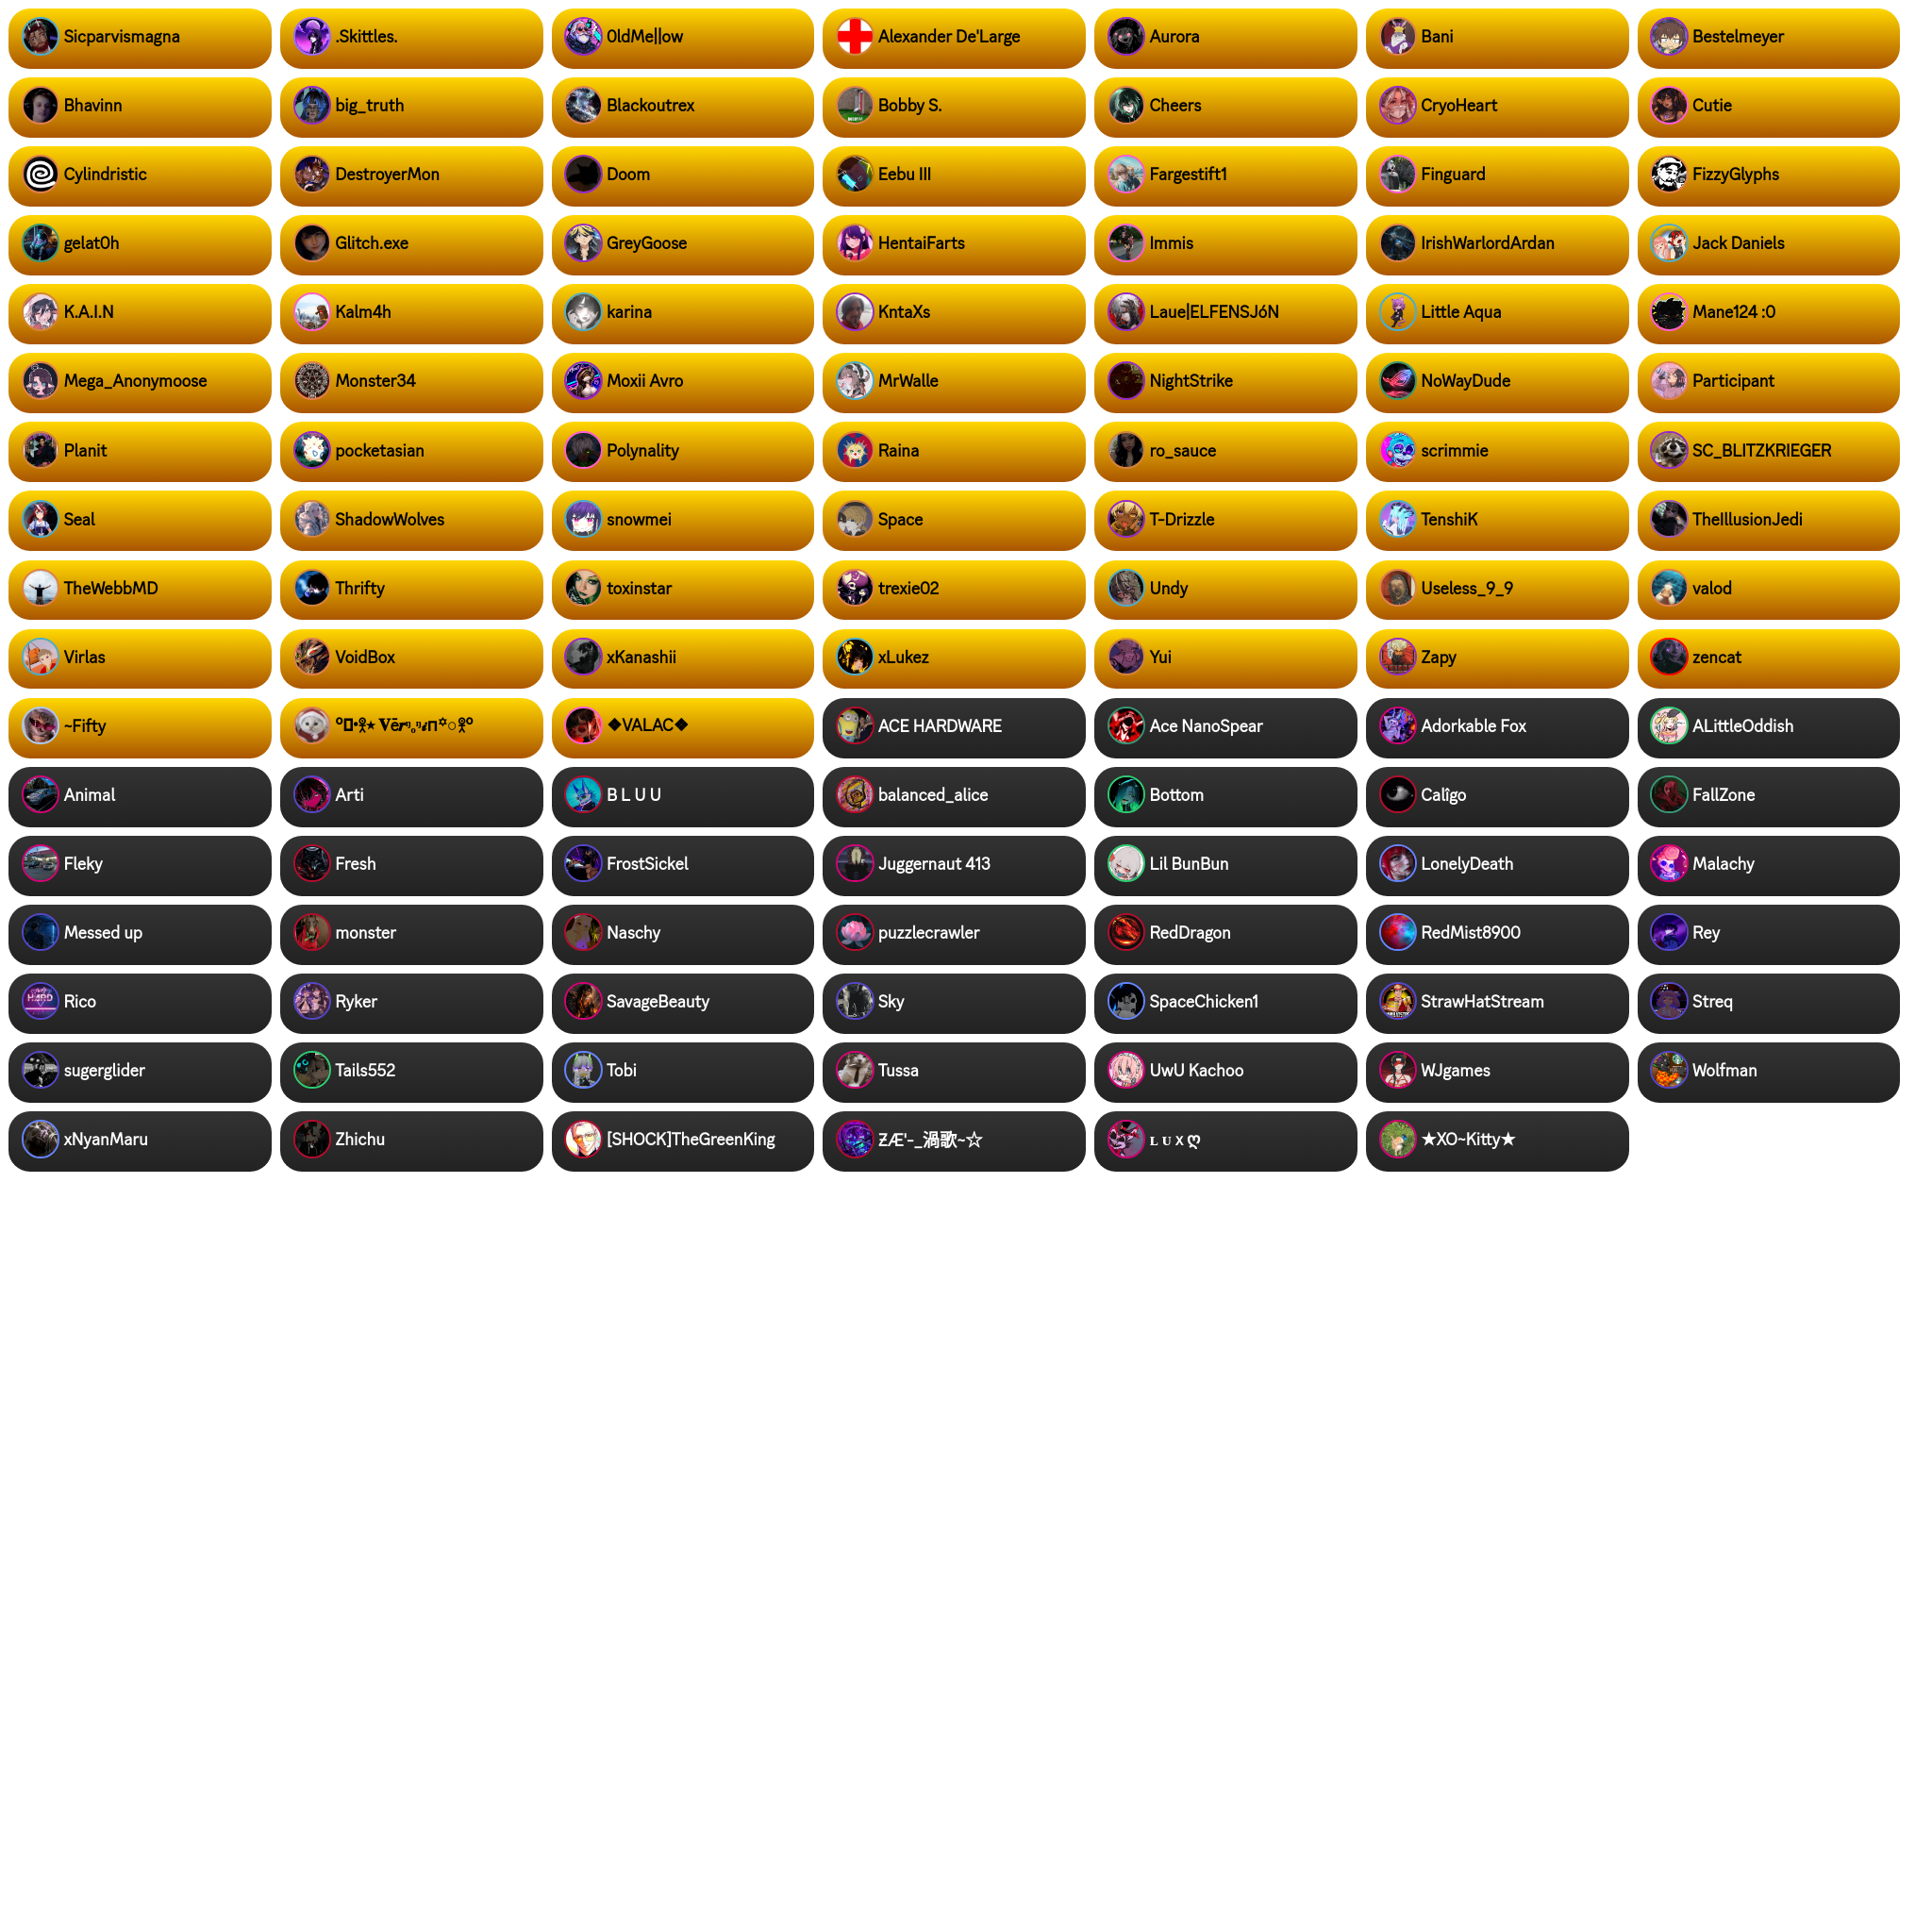 Sicparvismagna .Skittles. 0ldMe||ow Alexander De'Large Aurora Bani Bestelmeyer
Bhavinn big_truth Blackoutrex Bobby S. Cheers CryoHeart Cutie
Cylindristic DestroyerMon Doom Eebu III Fargestift1 Finguard FizzyGlyphs
gelat0h Glitch.exe GreyGoose HentaiFarts Immis IrishWarlordArdan Jack Daniels
K.A.I.N Kalm4h karina KntaXs Laue|ELFENSJóN Little Aqua Mane124 :0
Mega_Anonymoose Monster34 Moxii Avro MrWalle NightStrike NoWayDude Participant
Planit pocketasian Polynality Raina ro_sauce scrimmie SC_BLITZKRIEGER
Seal ShadowWolves snowmei Space T-Drizzle TenshiK TheIllusionJedi
TheWebbMD Thrifty toxinstar trexie02 Undy Useless_9_9 valod
Virlas VoidBox xKanashii xLukez Yui Zapy zencat
~Fifty ❖VALAC❖ ACE HARDWARE Ace NanoSpear Adorkable Fox ALittleOddish
Animal Arti B L U U balanced_alice Bottom Calîgo FallZone
Fleky Fresh FrostSickel Juggernaut 413 Lil BunBun LonelyDeath Malachy
Messed up monster Naschy puzzlecrawler RedDragon RedMist8900 Rey
Rico Ryker SavageBeauty Sky SpaceChicken1 StrawHatStream Streq
sugerglider Tails552 Tobi Tussa UwU Kachoo WJgames Wolfman
xNyanMaru Zhichu [SHOCK]TheGreenKing ƵÆ'-_渦歌~☆ ʟ ᴜ x ღ ★XO~Kitty★